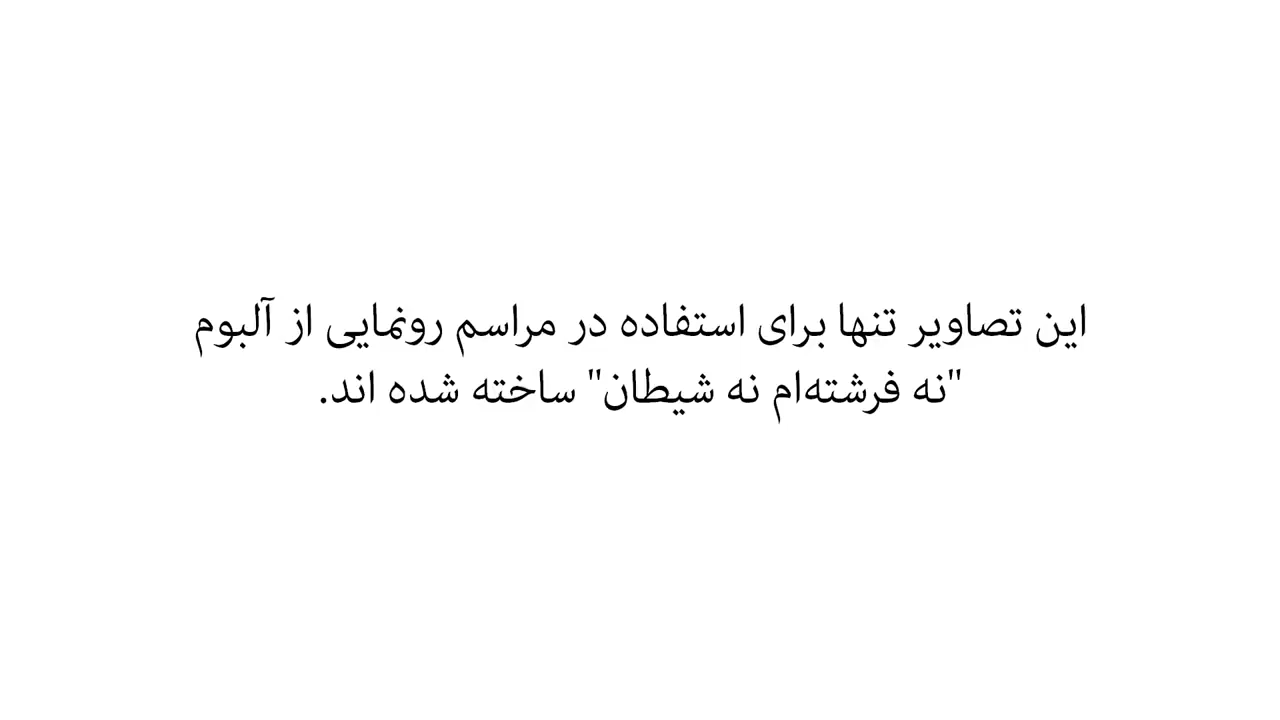 این تصاویر تنها برای استفاده در مراسم رونمایی از آلبوم
"نه فرشته‌ام نه شیطان" ساخته شده اند.